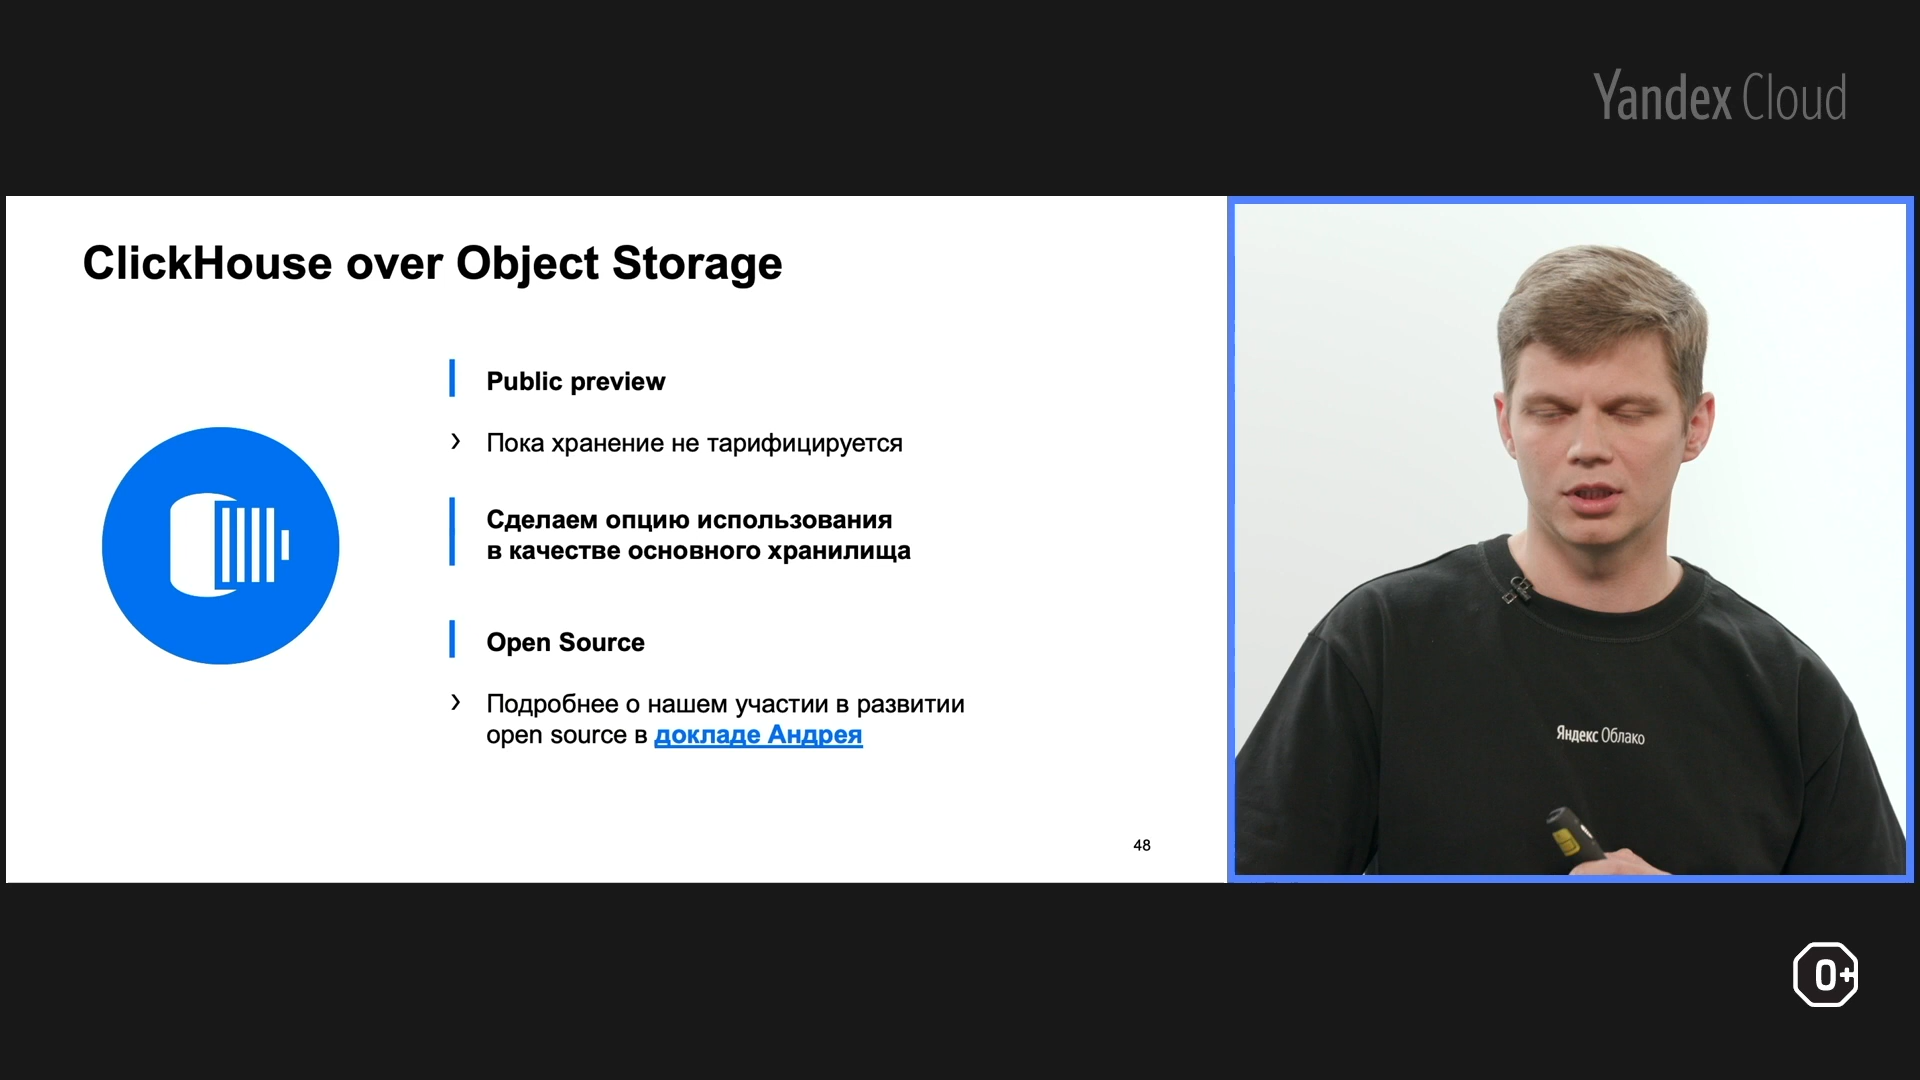 Yandex Cloud
ClickHouse over Object Storage
Public preview
› Пока хранение не тарифицируется
Сделаем опцию использования
в качестве основного хранилища
Open Source
› Подробнее о нашем участии в развитии
open source в докладе Андрея
48
Яндекс Облако
0+